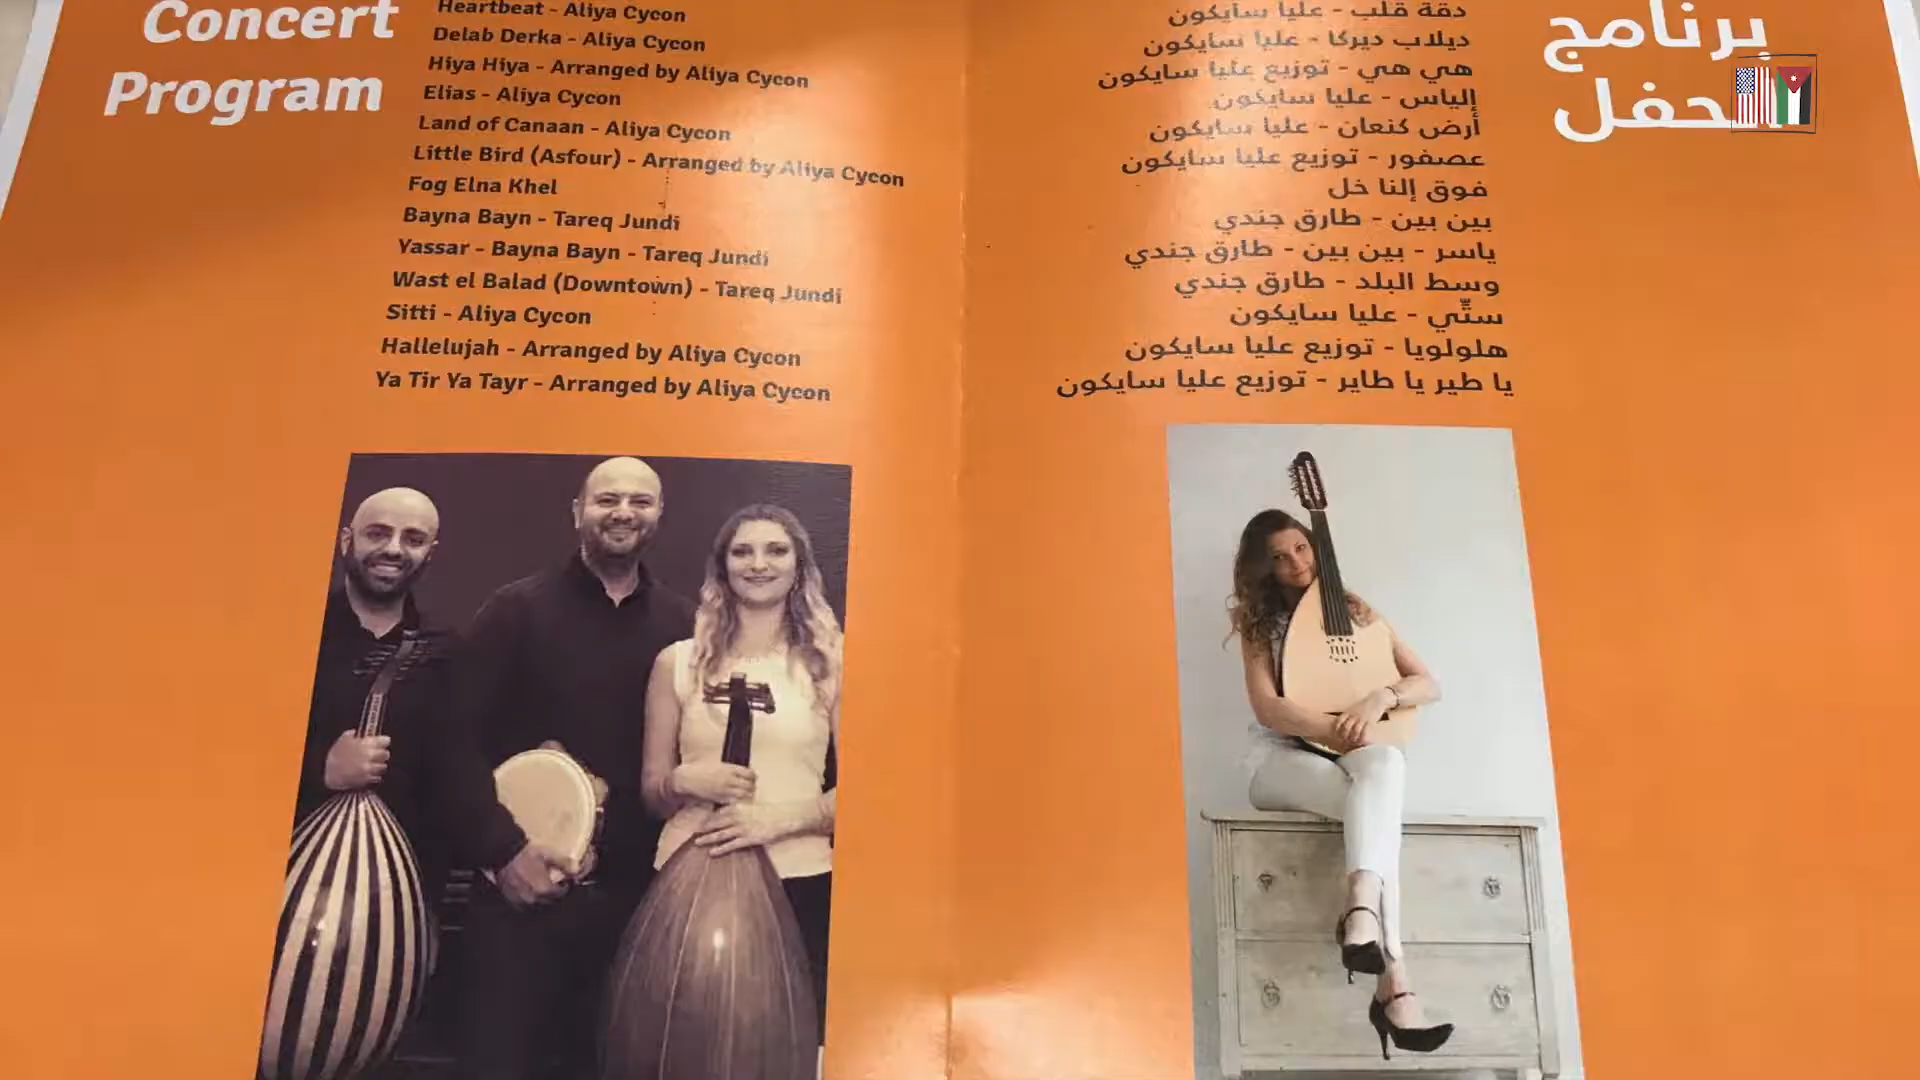 Concert
Program
Heartbeat - Aliya Cycon
Delab Derka - Aliya Cycon
Hiya Hiya - Arranged by Aliya Cycon
Elias - Aliya Cycon
Land of Canaan - Aliya Cycon
Little Bird (Asfour) - Arranged by Aliya Cycon
Fog Elna Khel
Bayna Bayn - Tareq Jundi
Yassar - Bayna Bayn - Tareq Jundi
Wast el Balad (Downtown) - Tareq Jundi
Sitti - Aliya Cycon
Hallelujah - Arranged by Aliya Cycon
Ya Tir Ya Tayr - Arranged by Aliya Cycon
برنامج
الحفل
دقة قلب - عليا سايكون
ديلاب ديركا - عليا سايكون
هي هي - توزيع عليا سايكون
إلياس - عليا سايكون
أرض كنعان - عليا سايكون
عصفور - توزيع عليا سايكون
فوق إلنا خل
بين بين - طارق جندي
ياسر - بين بين - طارق جندي
وسط البلد - طارق جندي
ستّي - عليا سايكون
هلولويا - توزيع عليا سايكون
يا طير يا طاير - توزيع عليا سايكون